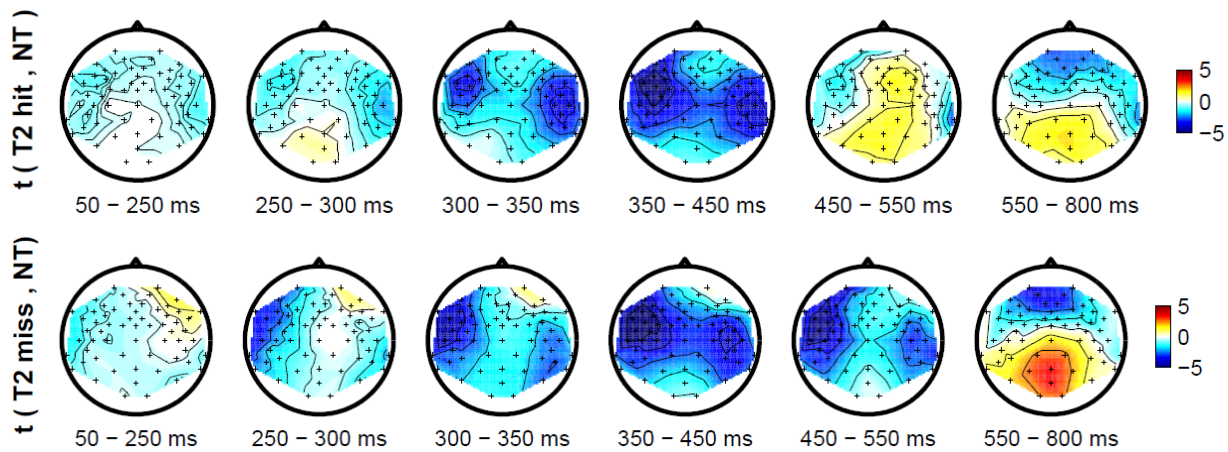 t ( T2 hit , NT)
5
0
−5
50 − 250 ms
250 − 300 ms
300 − 350 ms
350 − 450 ms
450 − 550 ms
550 − 800 ms
t ( T2 miss , NT)
5
0
−5
50 − 250 ms
250 − 300 ms
300 − 350 ms
350 − 450 ms
450 − 550 ms
550 − 800 ms